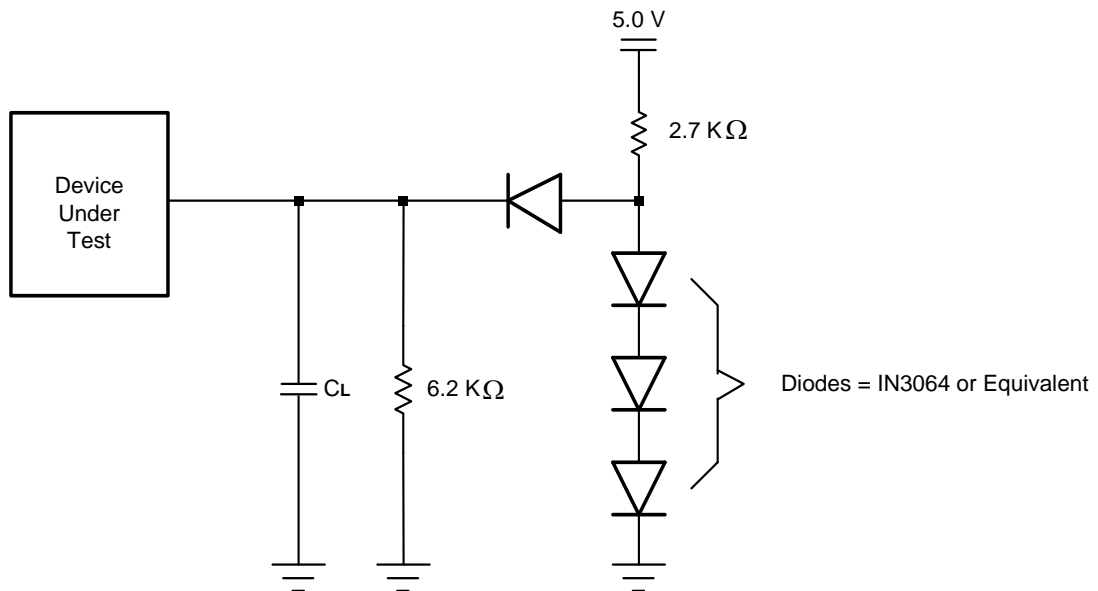 5.0 V
2.7 KΩ
Device
Under
Test
CL
6.2 KΩ
Diodes = IN3064 or Equivalent